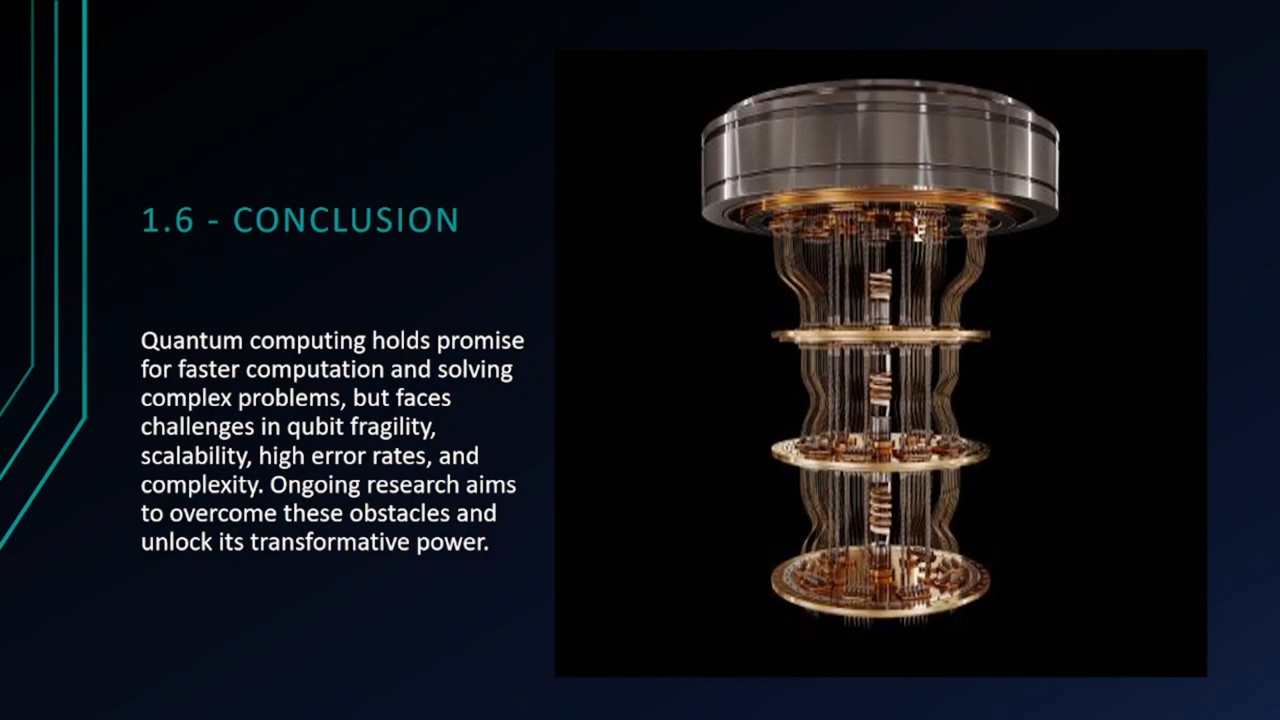 1.6 - CONCLUSION
Quantum computing holds promise
for faster computation and solving
complex problems, but faces
challenges in qubit fragility,
scalability, high error rates, and
complexity. Ongoing research aims
to overcome these obstacles and
unlock its transformative power.